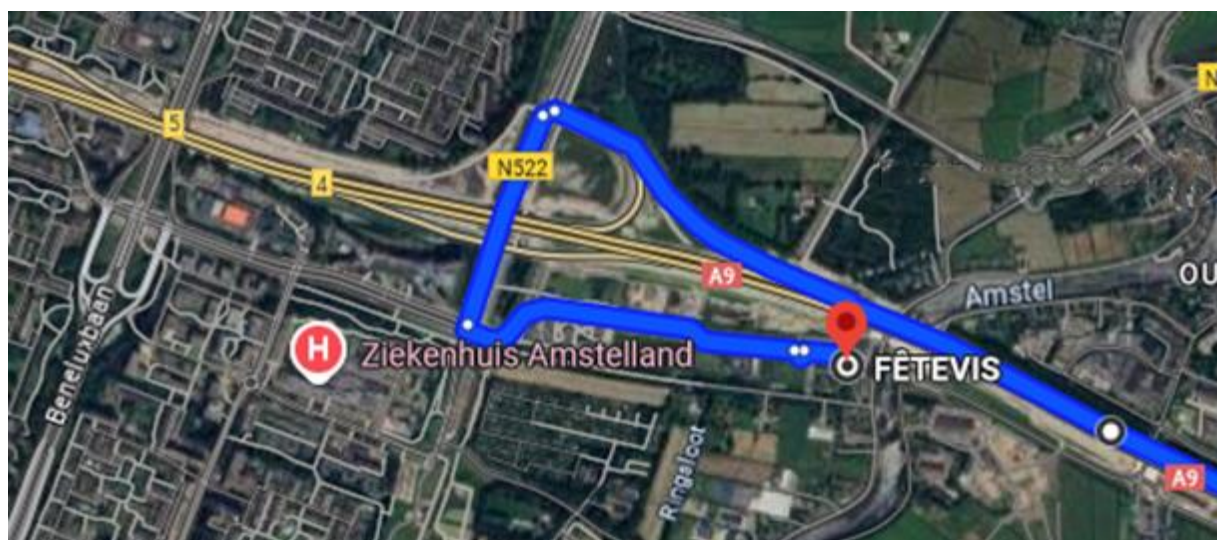 N
5
N522
4
A9
Amstel
OU
Beneluxbaan
H
Ziekenhuis Amstelland
FÊTEVIS
Ringsloot
A9